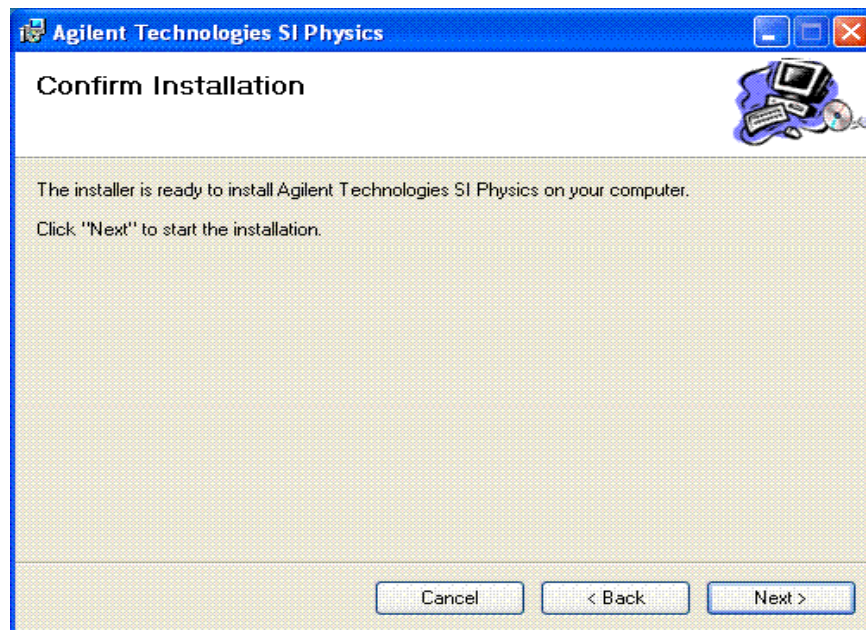 Agilent Technologies SI Physics
Confirm Installation
The installer is ready to install Agilent Technologies SI Physics on your computer.
Click "Next" to start the installation.
Cancel
< Back
Next >